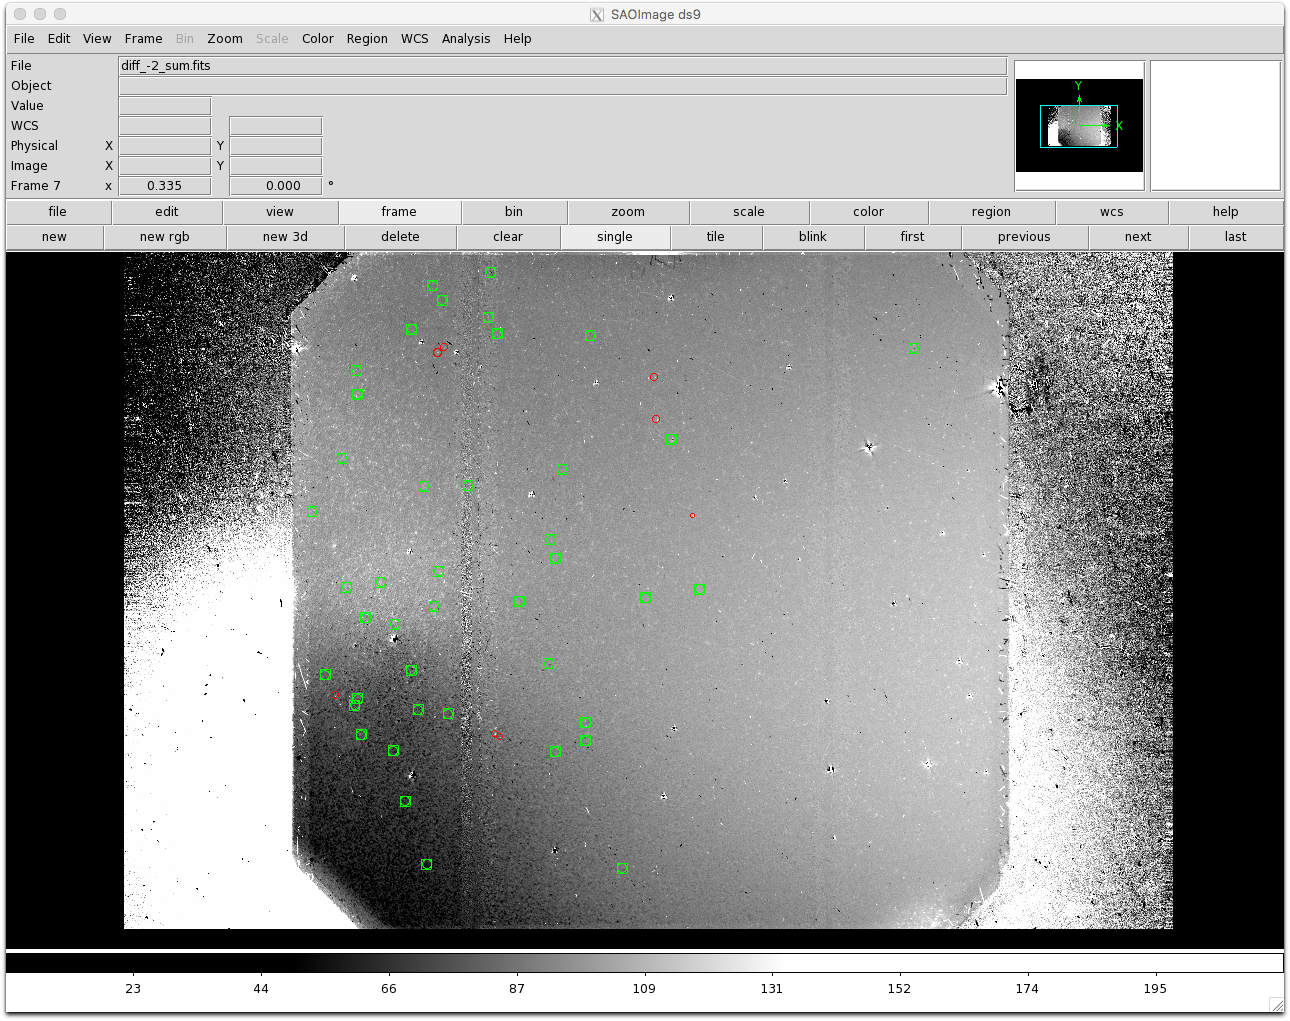 SAOImage ds9
File Edit View Frame Bin Zoom Scale Color Region WCS Analysis Help
File diff_-2_sum.fits
Object
Value
WCS
Physical X Y
Image X Y
Frame 7 x 0.335 0.000 °
Y
X
file edit view frame bin zoom scale color region wcs help
new new rgb new 3d delete clear single tile blink first previous next last
23 44 66 87 109 131 152 174 195